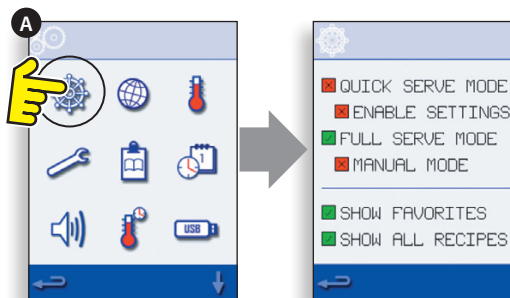 A
1
USB
QUICK SERVE MODE
ENABLE SETTINGS
FULL SERVE MODE
MANUAL MODE
SHOW FAVORITES
SHOW ALL RECIPES